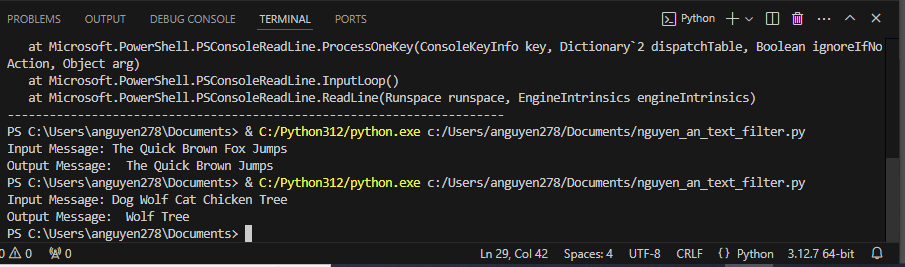 PROBLEMS OUTPUT DEBUG CONSOLE TERMINAL PORTS Python
at Microsoft.PowerShell.PSConsoleReadLine.ProcessOneKey(ConsoleKeyInfo key, Dictionary`2 dispatchTable, Boolean ignoreIfNo
Action, Object arg)
at Microsoft.PowerShell.PSConsoleReadLine.InputLoop()
at Microsoft.PowerShell.PSConsoleReadLine.ReadLine(Runspace runspace, EngineIntrinsics engineIntrinsics)
-----------------------------------------------------------------------
PS C:\Users\anguyen278\Documents> & C:/Python312/python.exe c:/Users/anguyen278/Documents/nguyen_an_text_filter.py
Input Message: The Quick Brown Fox Jumps
Output Message:  The Quick Brown Jumps
PS C:\Users\anguyen278\Documents> & C:/Python312/python.exe c:/Users/anguyen278/Documents/nguyen_an_text_filter.py
Input Message: Dog Wolf Cat Chicken Tree
Output Message:  Wolf Tree
PS C:\Users\anguyen278\Documents>
0 0 0 Ln 29, Col 42 Spaces: 4 UTF-8 CRLF {} Python 3.12.7 64-bit